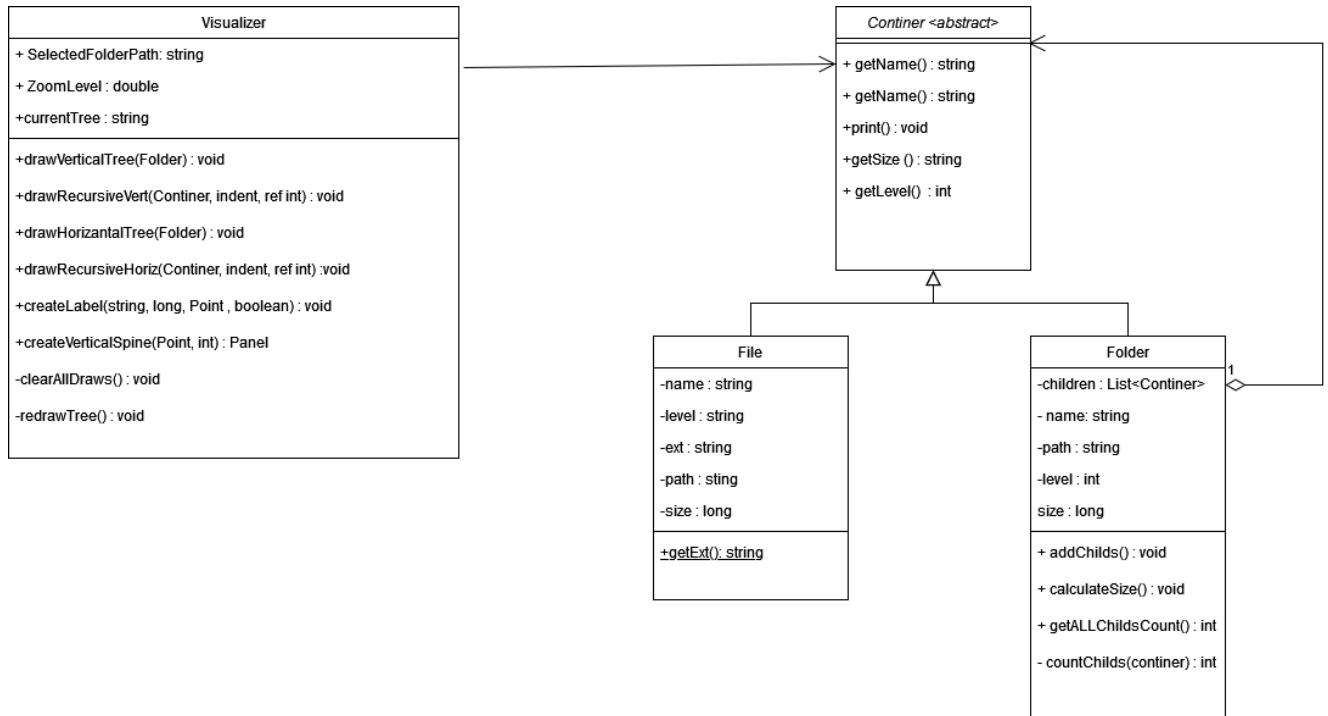 Visualizer
+ SelectedFolderPath: string
+ ZoomLevel : double
+currentTree : string
+drawVerticalTree(Folder) : void
+drawRecursiveVert(Continer, indent, ref int) : void
+drawHorizantalTree(Folder) : void
+drawRecursiveHoriz(Continer, indent, ref int) :void
+createLabel(string, long, Point , boolean) : void
+createVerticalSpine(Point, int) : Panel
-clearAllDraws() : void
-redrawTree() : void
Continer <abstract>
+ getName() : string
+ getName() : string
+print() : void
+getSize () : string
+ getLevel()  : int
File
-name : string
-level : string
-ext : string
-path : sting
-size : long
+getExt(): string
Folder
-children : List<Continer>
- name: string
-path : string
-level : int
size : long
+ addChilds() : void
+ calculateSize() : void
+ getALLChildsCount() : int
- countChilds(continer) : int
1